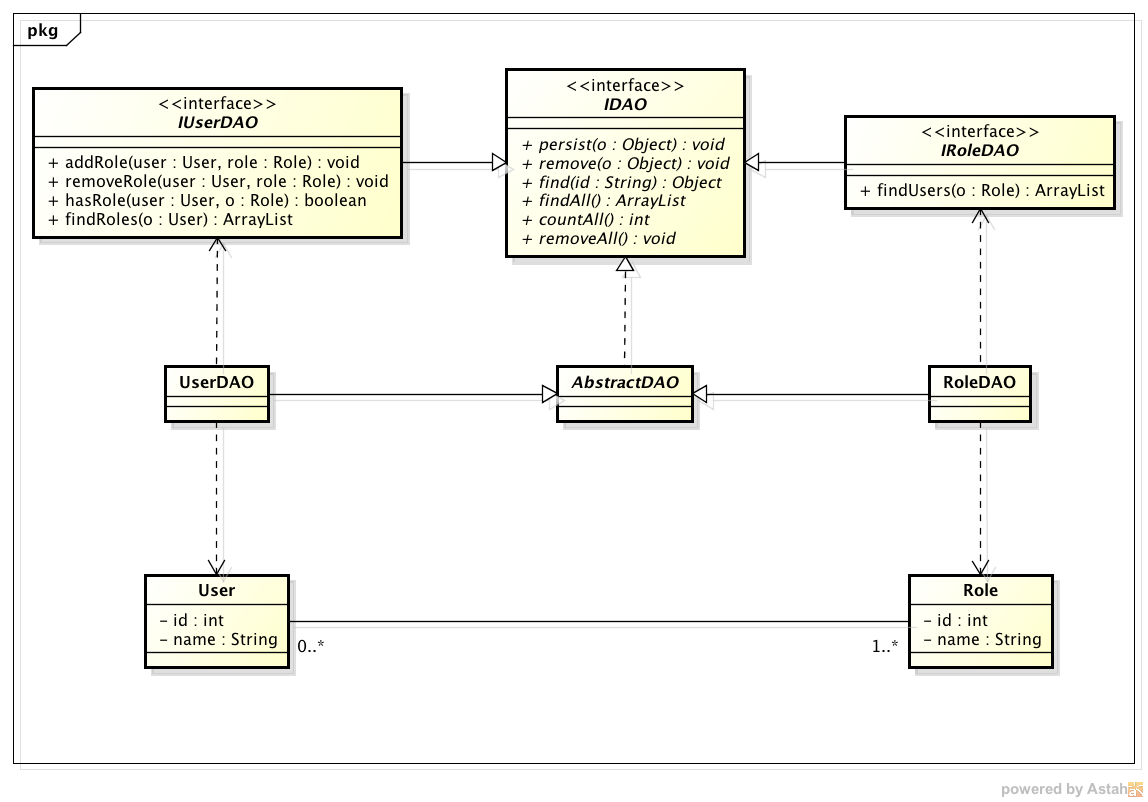 pkg
<<interface>>
IUserDAO
+ addRole(user : User, role : Role) : void
+ removeRole(user : User, role : Role) : void
+ hasRole(user : User, o : Role) : boolean
+ findRoles(o : User) : ArrayList
<<interface>>
IDAO
+ persist(o : Object) : void
+ remove(o : Object) : void
+ find(id : String) : Object
+ findAll() : ArrayList
+ countAll() : int
+ removeAll() : void
<<interface>>
IRoleDAO
+ findUsers(o : Role) : ArrayList
UserDAO
AbstractDAO
RoleDAO
User
- id : int
- name : String
0..*
1..*
Role
- id : int
- name : String
powered by Astah